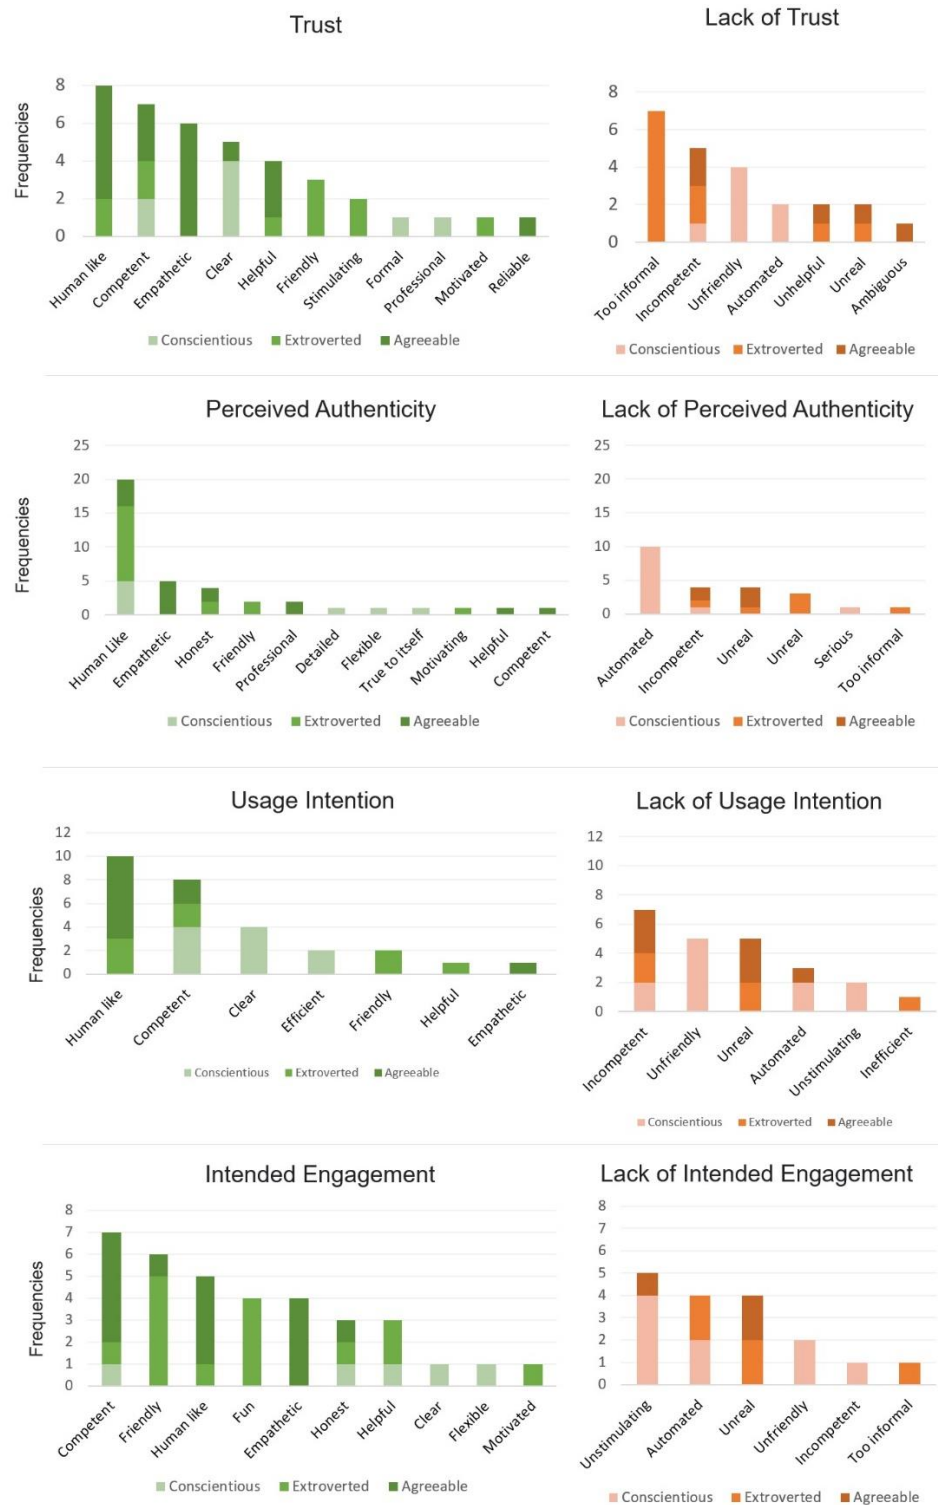 Trust
Frequencies
8
6
4
2
0
Human like
Competent
Empathetic
Clear
Helpful
Friendly
Stimulating
Formal
Professional
Motivated
Reliable
Conscientious Extroverted Agreeable
Lack of Trust
8
6
4
2
0
Too informal
Incompetent
Unfriendly
Automated
Unhelpful
Unreal
Ambiguous
Conscientious Extroverted Agreeable
Perceived Authenticity
Frequencies
25
20
15
10
5
0
Human Like
Empathetic
Honest
Friendly
Professional
Detailed
Flexible
True to itself
Motivating
Helpful
Competent
Conscientious Extroverted Agreeable
Lack of Perceived Authenticity
25
20
15
10
5
0
Automated
Incompetent
Unreal
Unreal
Serious
Too informal
Conscientious Extroverted Agreeable
Usage Intention
Frequencies
12
10
8
6
4
2
0
Human like
Competent
Clear
Efficient
Friendly
Helpful
Empathetic
Conscientious Extroverted Agreeable
Lack of Usage Intention
12
10
8
6
4
2
0
Incompetent
Unfriendly
Unreal
Automated
Unstimulating
Inefficient
Conscientious Extroverted Agreeable
Intended Engagement
Frequencies
8
7
6
5
4
3
2
1
0
Competent
Friendly
Human like
Fun
Empathetic
Honest
Helpful
Clear
Flexible
Motivated
Conscientious Extroverted Agreeable
Lack of Intended Engagement
8
7
6
5
4
3
2
1
0
Unstimulating
Automated
Unreal
Unfriendly
Incompetent
Too informal
Conscientious Extroverted Agreeable